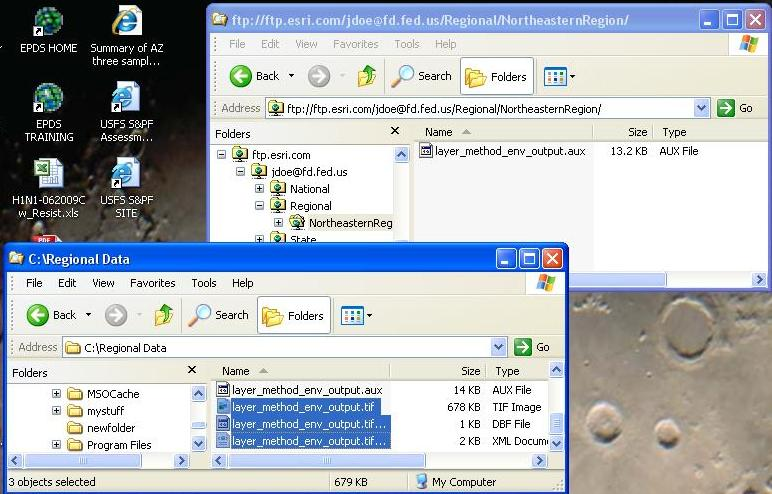 EPDS HOME
Summary of AZ
three sampl...
EPDS
TRAINING
USFS S&PF
Assessm...
H1N1-062009C
w_Resist.xls
USFS S&PF
SITE
ftp://ftp.esri.com/jdoe@fd.fed.us/Regional/NortheasternRegion/
File Edit View Favorites Tools Help
Back Search Folders
Address ftp://ftp.esri.com/jdoe@fd.fed.us/Regional/NortheasternRegion/ Go
Folders
Name Size Type
ftp.esri.com
layer_method_env_output.aux 13.2 KB AUX File
jdoe@fd.fed.us
National
Regional
NortheasternReg
State
C:\Regional Data
File Edit View Favorites Tools Help
Back Search Folders
Address C:\Regional Data Go
Folders
Name Size Type
MSOCache
mystuff
newfolder
Program Files
layer_method_env_output.aux 14 KB AUX File
layer_method_env_output.tif 678 KB TIF Image
layer_method_env_output.tif... 1 KB DBF File
layer_method_env_output.tif... 2 KB XML Docum
3 objects selected 679 KB My Computer